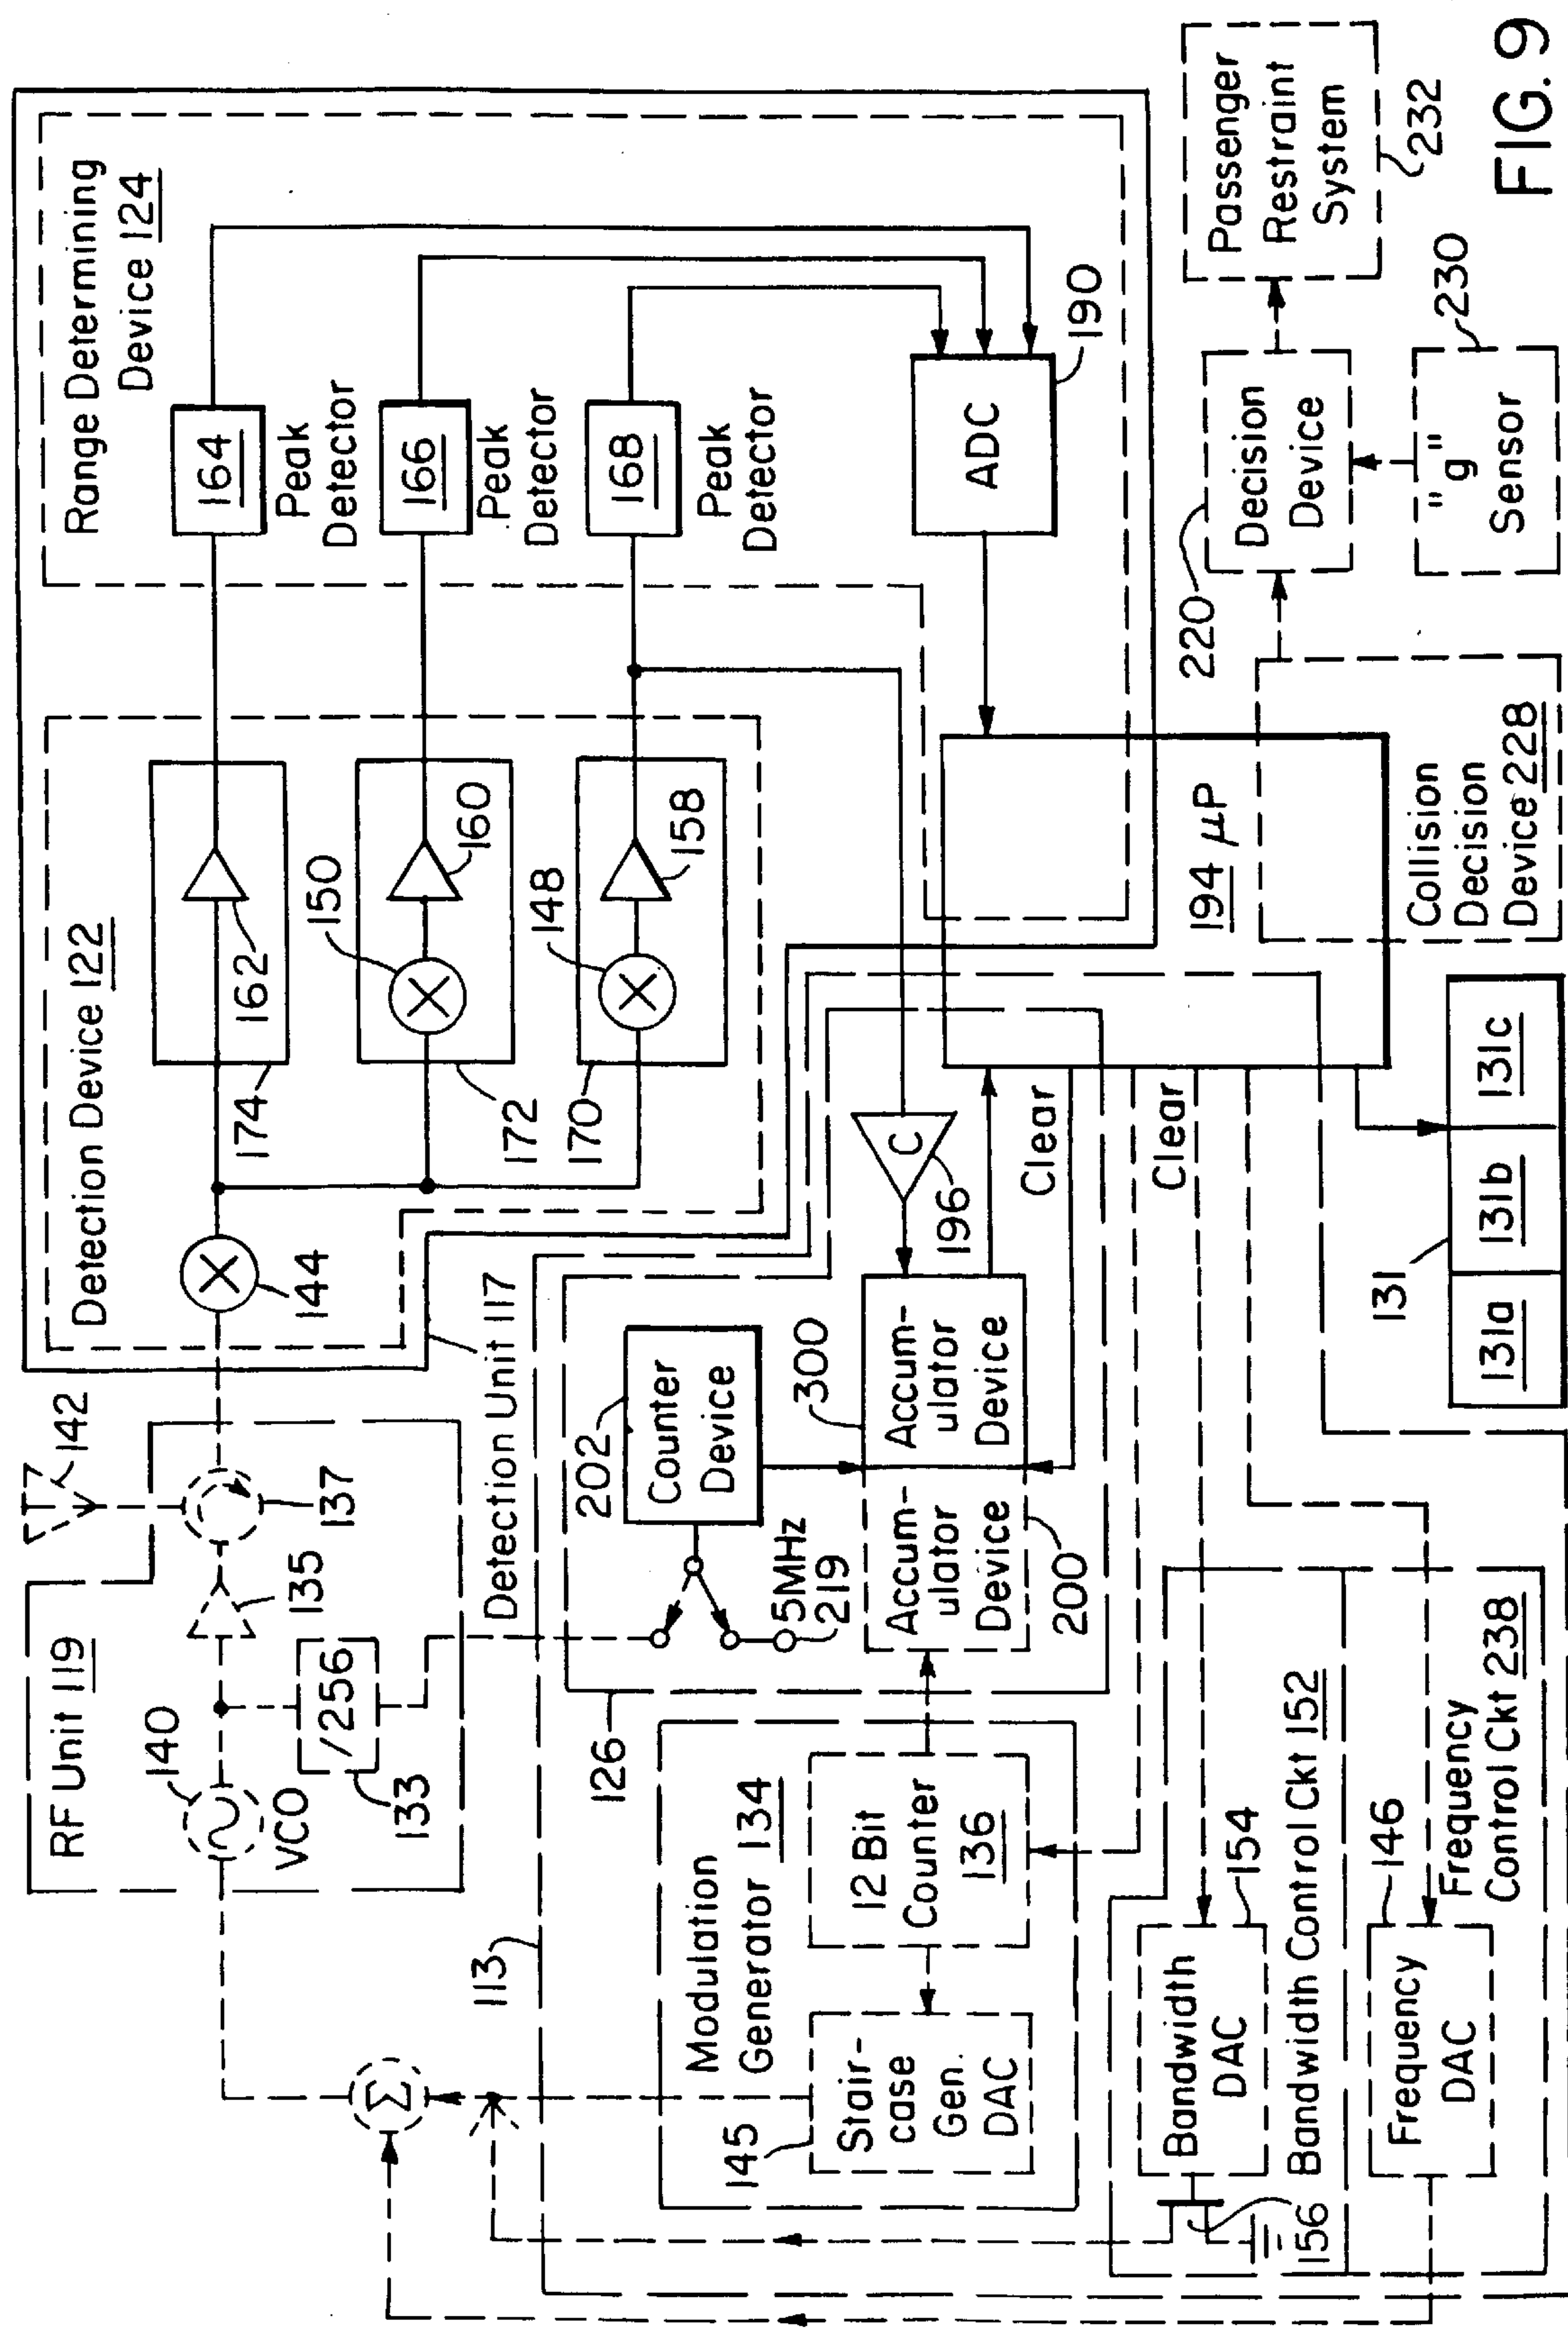 RF Unit 119
140
VCO
135
/256
133
137
142
Detection Unit 117
Detection Device 122
144
174
162
150
160
172
148
158
170
Range Determining
Device 124
164
Peak
Detector
166
Peak
Detector
168
Peak
Detector
ADC
190
Σ
113
Modulation
Generator 134
145
Stair-
case
Gen.
DAC
12 Bit
Counter
136
126
202
Counter
Device
5MHz
219
300
Accum-
ulator
Device
Accum-
ulator
Device
200
C
196
Clear
Clear
194 μP
Bandwidth
DAC
154
156
Bandwidth Control Ckt 152
Frequency
DAC
146
Frequency
Control Ckt 238
131
131a
131b
131c
Collision
Decision
Device 228
220
Decision
Device
"g"
Sensor
230
Passenger
Restraint
System
232
FIG. 9